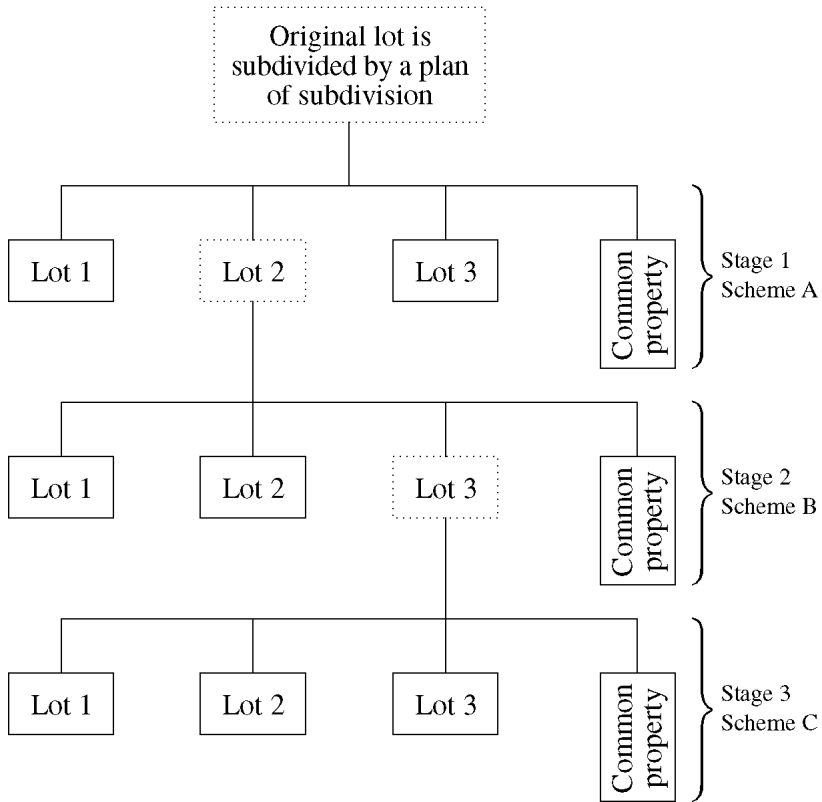 Original lot is
subdivided by a plan
of subdivision
Lot 1
Lot 2
Lot 3
Common
property
Stage 1
Scheme A
Lot 1
Lot 2
Lot 3
Common
property
Stage 2
Scheme B
Lot 1
Lot 2
Lot 3
Common
property
Stage 3
Scheme C